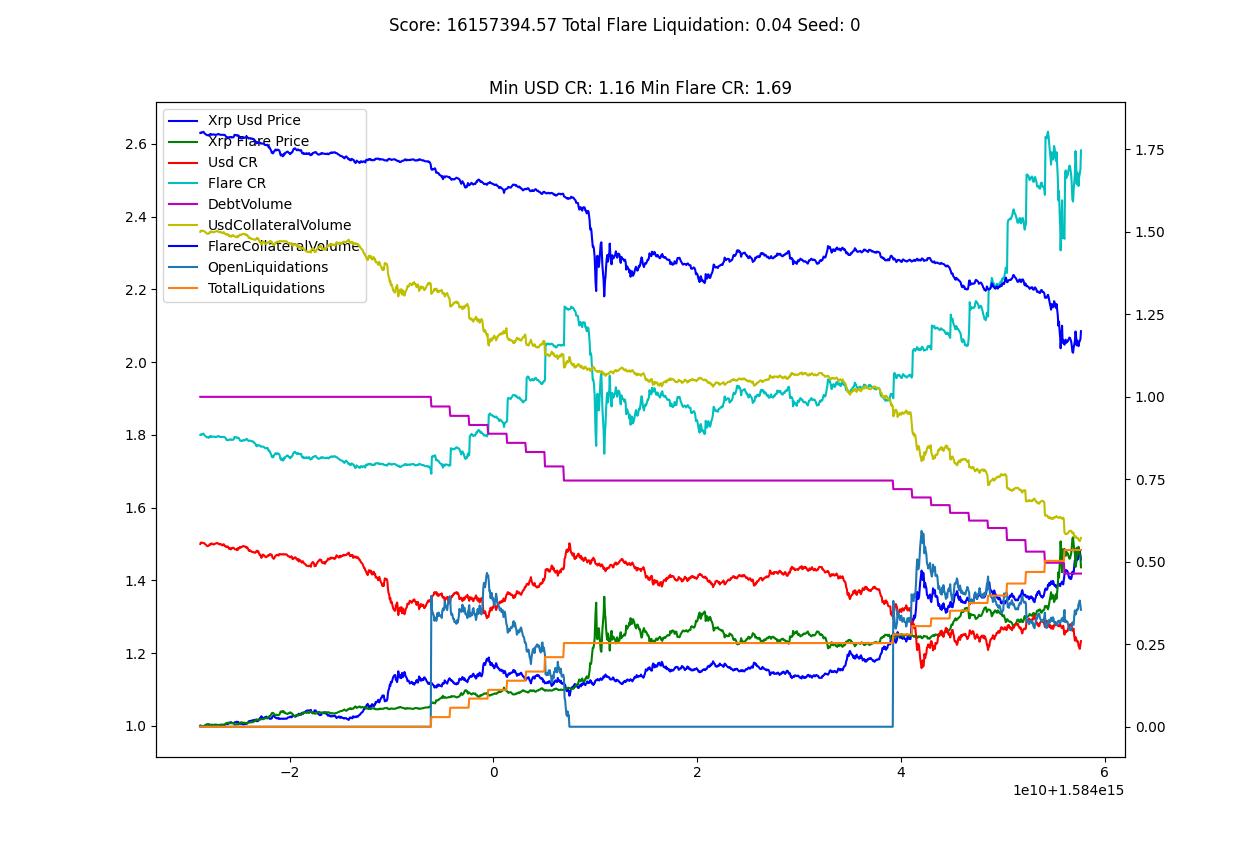 Score: 16157394.57 Total Flare Liquidation: 0.04 Seed: 0
Min USD CR: 1.16 Min Flare CR: 1.69
Xrp Usd Price
Xrp Flare Price
Usd CR
Flare CR
DebtVolume
UsdCollateralVolume
FlareCollateralVolume
OpenLiquidations
TotalLiquidations
2.6
2.4
2.2
2.0
1.8
1.6
1.4
1.2
1.0
1.75
1.50
1.25
1.00
0.75
0.50
0.25
0.00
−2 0 2 4 6
1e10+1.584e15